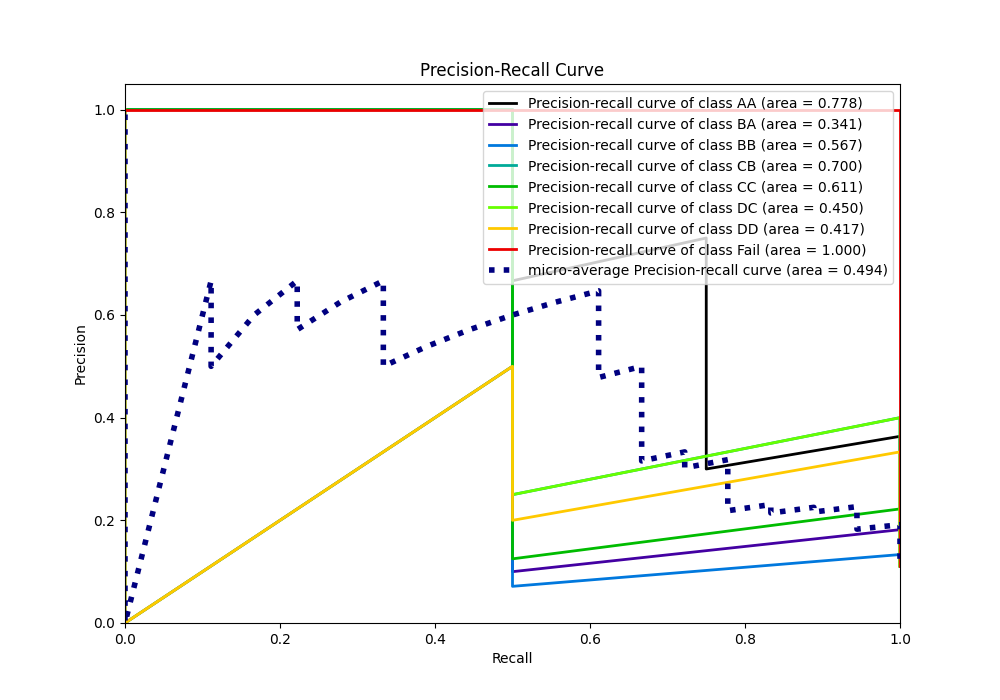 Precision-Recall Curve
1.0
0.8
0.6
0.4
0.2
0.0
Precision
Precision-recall curve of class AA (area = 0.778)
Precision-recall curve of class BA (area = 0.341)
Precision-recall curve of class BB (area = 0.567)
Precision-recall curve of class CB (area = 0.700)
Precision-recall curve of class CC (area = 0.611)
Precision-recall curve of class DC (area = 0.450)
Precision-recall curve of class DD (area = 0.417)
Precision-recall curve of class Fail (area = 1.000)
micro-average Precision-recall curve (area = 0.494)
0.0 0.2 0.4 0.6 0.8 1.0
Recall